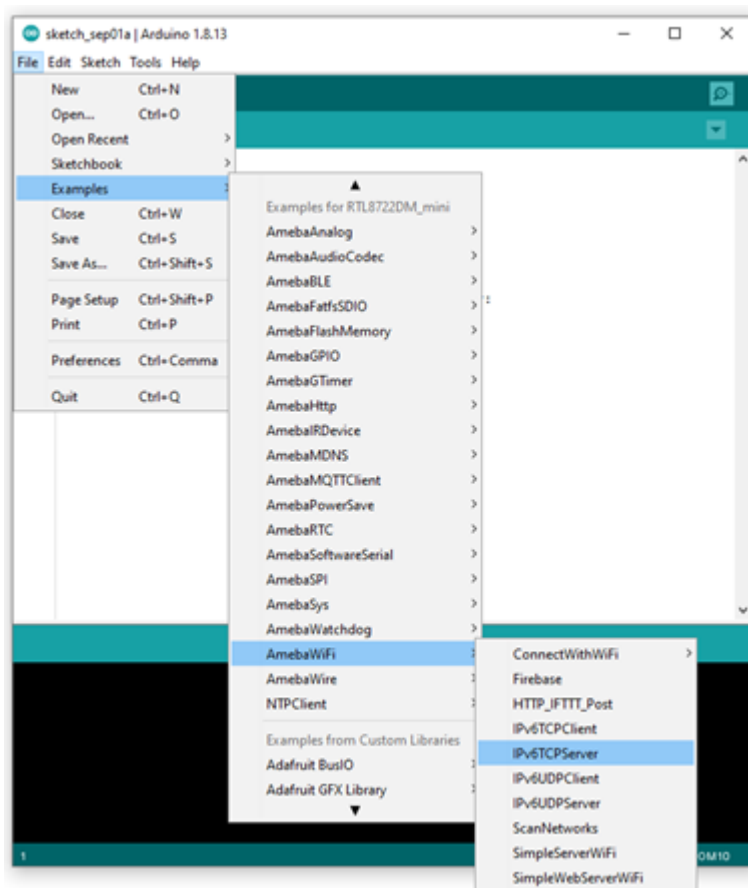 sketch_sep01a | Arduino 1.8.13
File Edit Sketch Tools Help
New Ctrl+N
Open... Ctrl+O
Open Recent
Sketchbook
Examples
Close Ctrl+W
Save Ctrl+S
Save As... Ctrl+Shift+S
Page Setup Ctrl+Shift+P
Print Ctrl+P
Preferences Ctrl+Comma
Quit Ctrl+Q
Examples for RTL8722DM_mini
AmebaAnalog
AmebaAudioCodec
AmebaBLE
AmebaFatfsSDIO
AmebaFlashMemory
AmebaGPIO
AmebaGTimer
AmebaHttp
AmebaIRDevice
AmebaMDNS
AmebaMQTTClient
AmebaPowerSave
AmebaRTC
AmebaSoftwareSerial
AmebaSPI
AmebaSys
AmebaWatchdog
AmebaWiFi
AmebaWire
NTPClient
Examples from Custom Libraries
Adafruit BusIO
Adafruit GFX Library
ConnectWithWiFi
Firebase
HTTP_IFTTT_Post
IPv6TCPClient
IPv6TCPServer
IPv6UDPClient
IPv6UDPServer
ScanNetworks
SimpleServerWiFi
SimpleWebServerWiFi
1
OM10